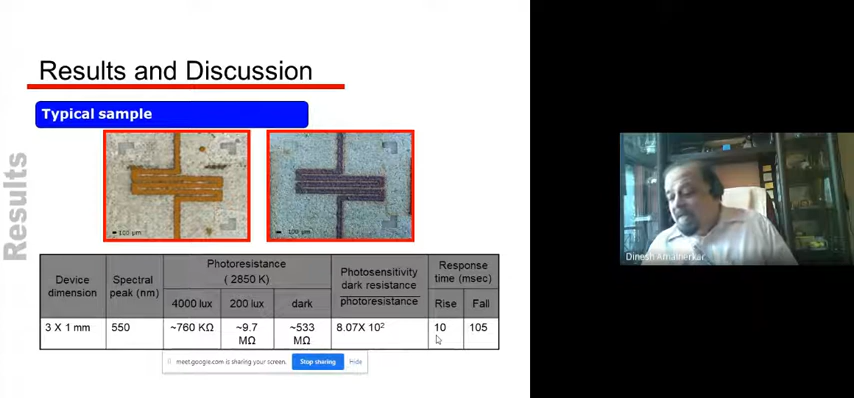 Results and Discussion
Typical sample
Results
100 µm
100 µm
Device dimension
Spectral peak (nm)
Photoresistance (2850 K)
4000 lux
200 lux
dark
Photosensitivity dark resistance photoresistance
Response time (msec)
Rise
Fall
3 X 1 mm
550
~760 KΩ
~9.7 MΩ
~533 MΩ
8.07X 10²
10
105
meet.google.com is sharing your screen.
Stop sharing
Hide
Dinesh Amalnerkar